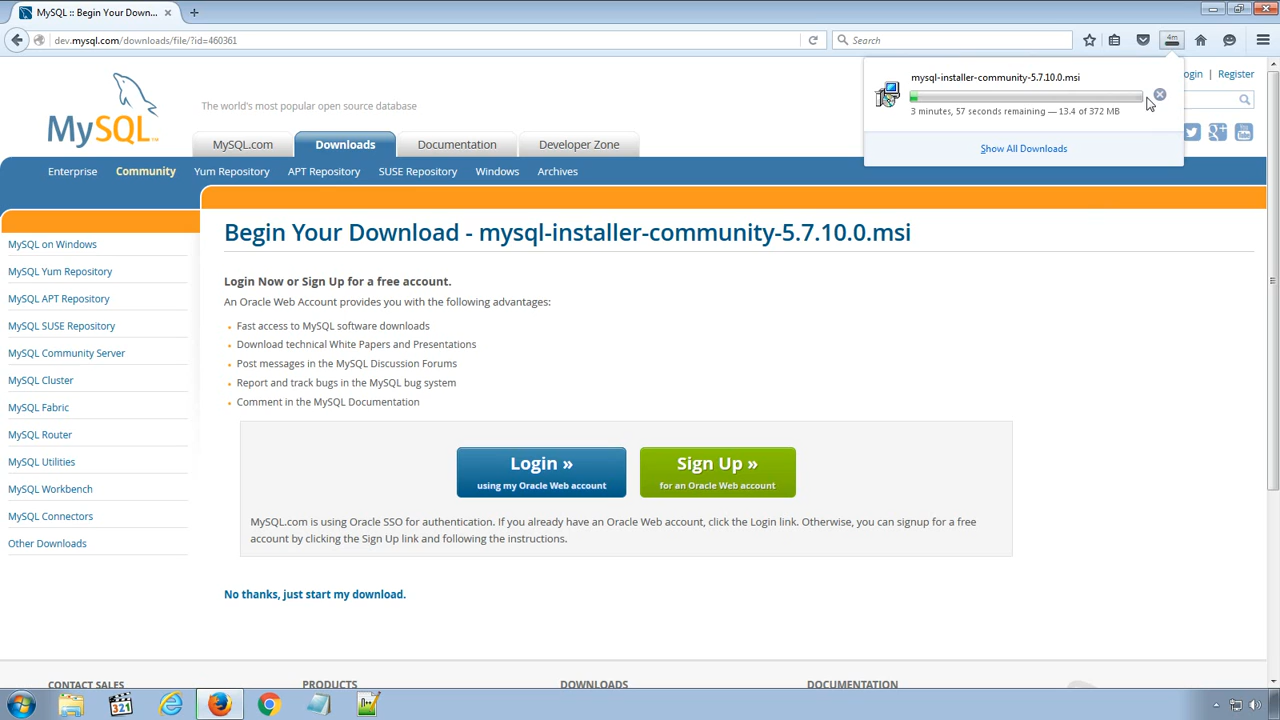 MySQL :: Begin Your Down...
dev.mysql.com/downloads/file/?id=460361
Search
4m
mysql-installer-community-5.7.10.0.msi
3 minutes, 57 seconds remaining — 13.4 of 372 MB
Show All Downloads
Register
MySQL
The world's most popular open source database
MySQL.com
Downloads
Documentation
Developer Zone
Enterprise
Community
Yum Repository
APT Repository
SUSE Repository
Windows
Archives
MySQL on Windows
MySQL Yum Repository
MySQL APT Repository
MySQL SUSE Repository
MySQL Community Server
MySQL Cluster
MySQL Fabric
MySQL Router
MySQL Utilities
MySQL Workbench
MySQL Connectors
Other Downloads
Begin Your Download - mysql-installer-community-5.7.10.0.msi
Login Now or Sign Up for a free account.
An Oracle Web Account provides you with the following advantages:
Fast access to MySQL software downloads
Download technical White Papers and Presentations
Post messages in the MySQL Discussion Forums
Report and track bugs in the MySQL bug system
Comment in the MySQL Documentation
Login »
using my Oracle Web account
Sign Up »
for an Oracle Web account
MySQL.com is using Oracle SSO for authentication. If you already have an Oracle Web account, click the Login link. Otherwise, you can signup for a free
account by clicking the Sign Up link and following the instructions.
No thanks, just start my download.
CONTACT SALES
PRODUCTS
DOWNLOADS
DOCUMENTATION
321